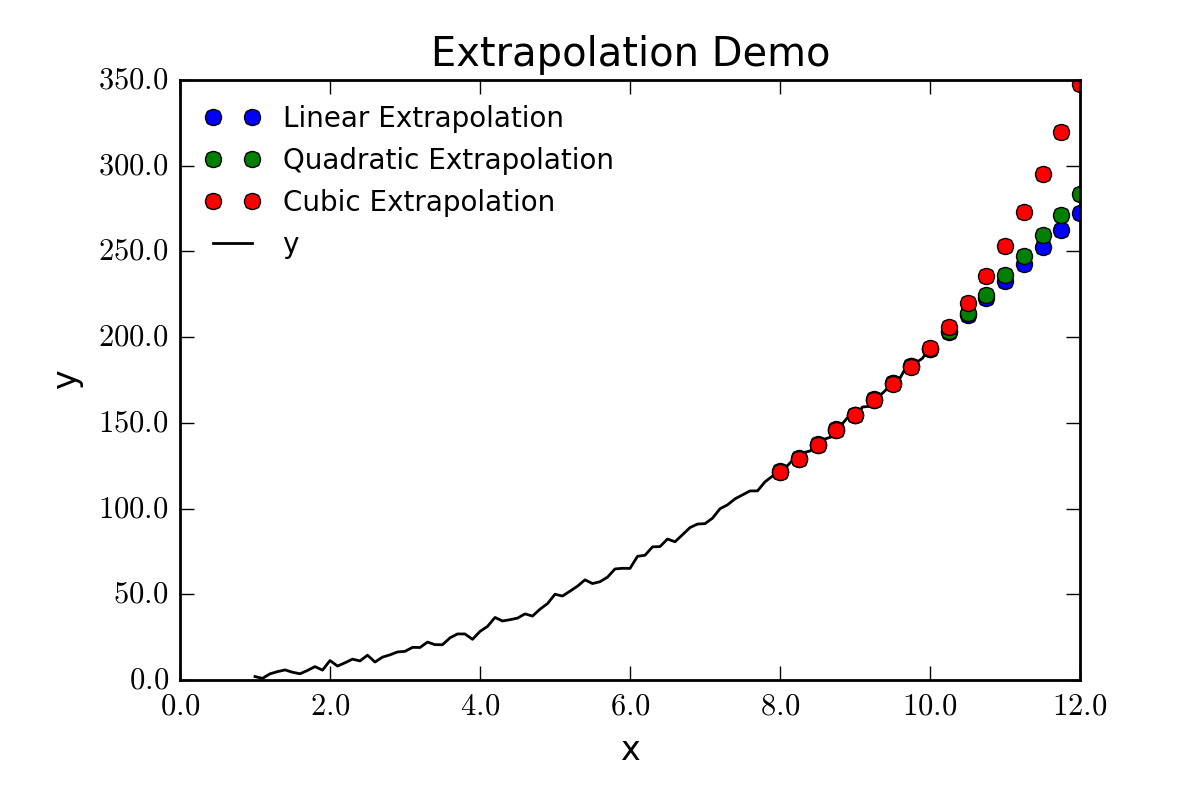 Extrapolation Demo
350.0
Linear Extrapolation
Quadratic Extrapolation
300.0
Cubic Extrapolation
y
250.0
200.0
y
150.0
100.0
50.0
0.0
0.0 2.0 4.0 6.0 8.0 10.0 12.0
x